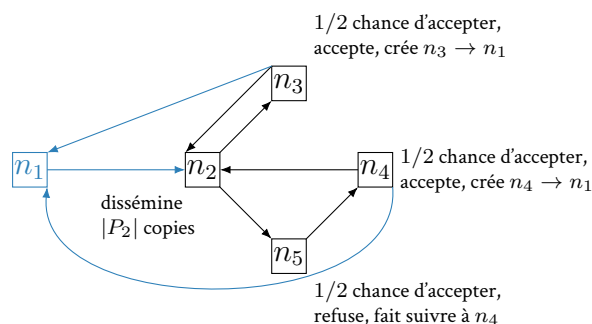 1/2 chance d’accepter,
accepte, crée n₃ → n₁
n₃
n₁
n₂
n₄
1/2 chance d’accepter,
accepte, crée n₄ → n₁
dissémine
|P₂| copies
n₅
1/2 chance d’accepter,
refuse, fait suivre à n₄